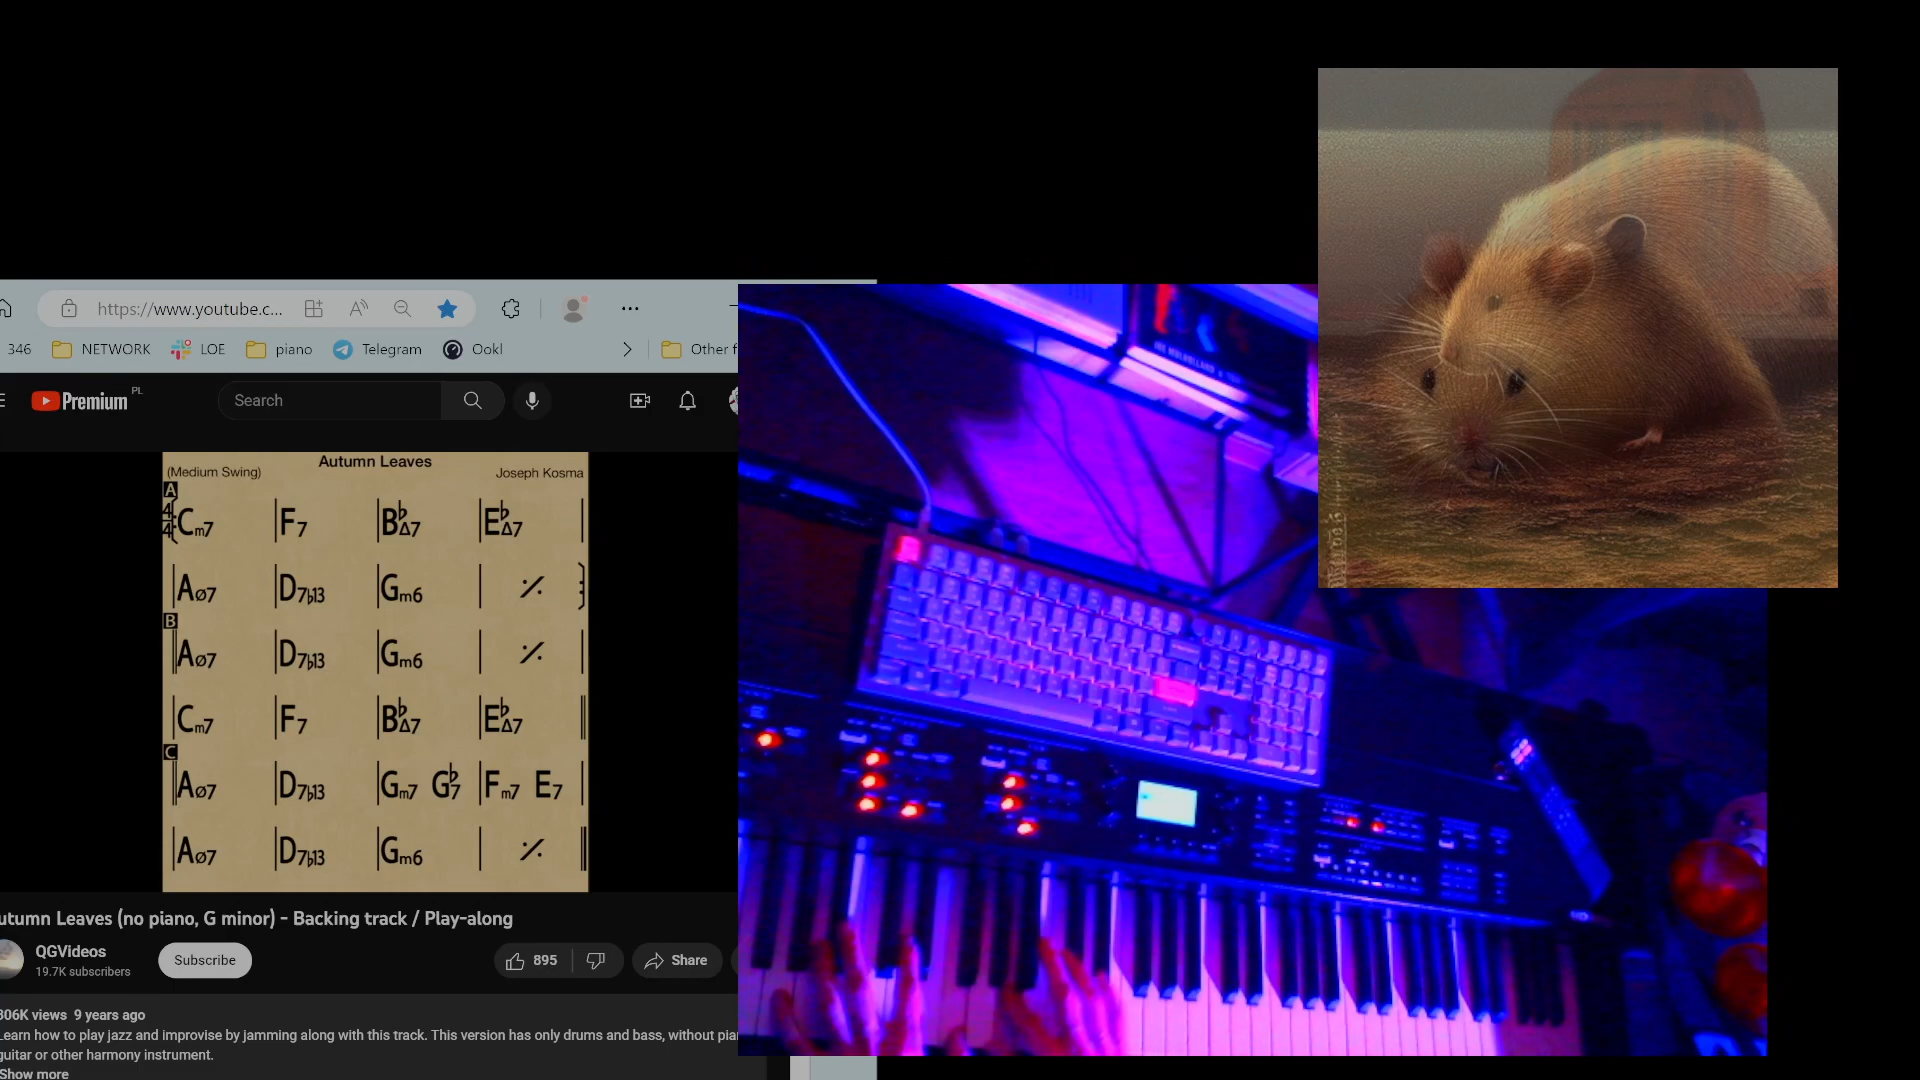 https://www.youtube.c...
346 NETWORK LOE piano Telegram Ookl Other f
Premium PL
Search
Autumn Leaves
(Medium Swing) Joseph Kosma
A
4/4 Cm7 F7 B♭Δ7 E♭Δ7
Aø7 D7♭13 Gm6 ٪
B
Aø7 D7♭13 Gm6 ٪
Cm7 F7 B♭Δ7 E♭Δ7
C
Aø7 D7♭13 Gm7 G♭7 Fm7 E7
Aø7 D7♭13 Gm6 ٪
utumn Leaves (no piano, G minor) - Backing track / Play-along
QGVideos
19.7K subscribers
Subscribe
895
Share
306K views 9 years ago
Learn how to play jazz and improvise by jamming along with this track. This version has only drums and bass, without pia
guitar or other harmony instrument.
Show more